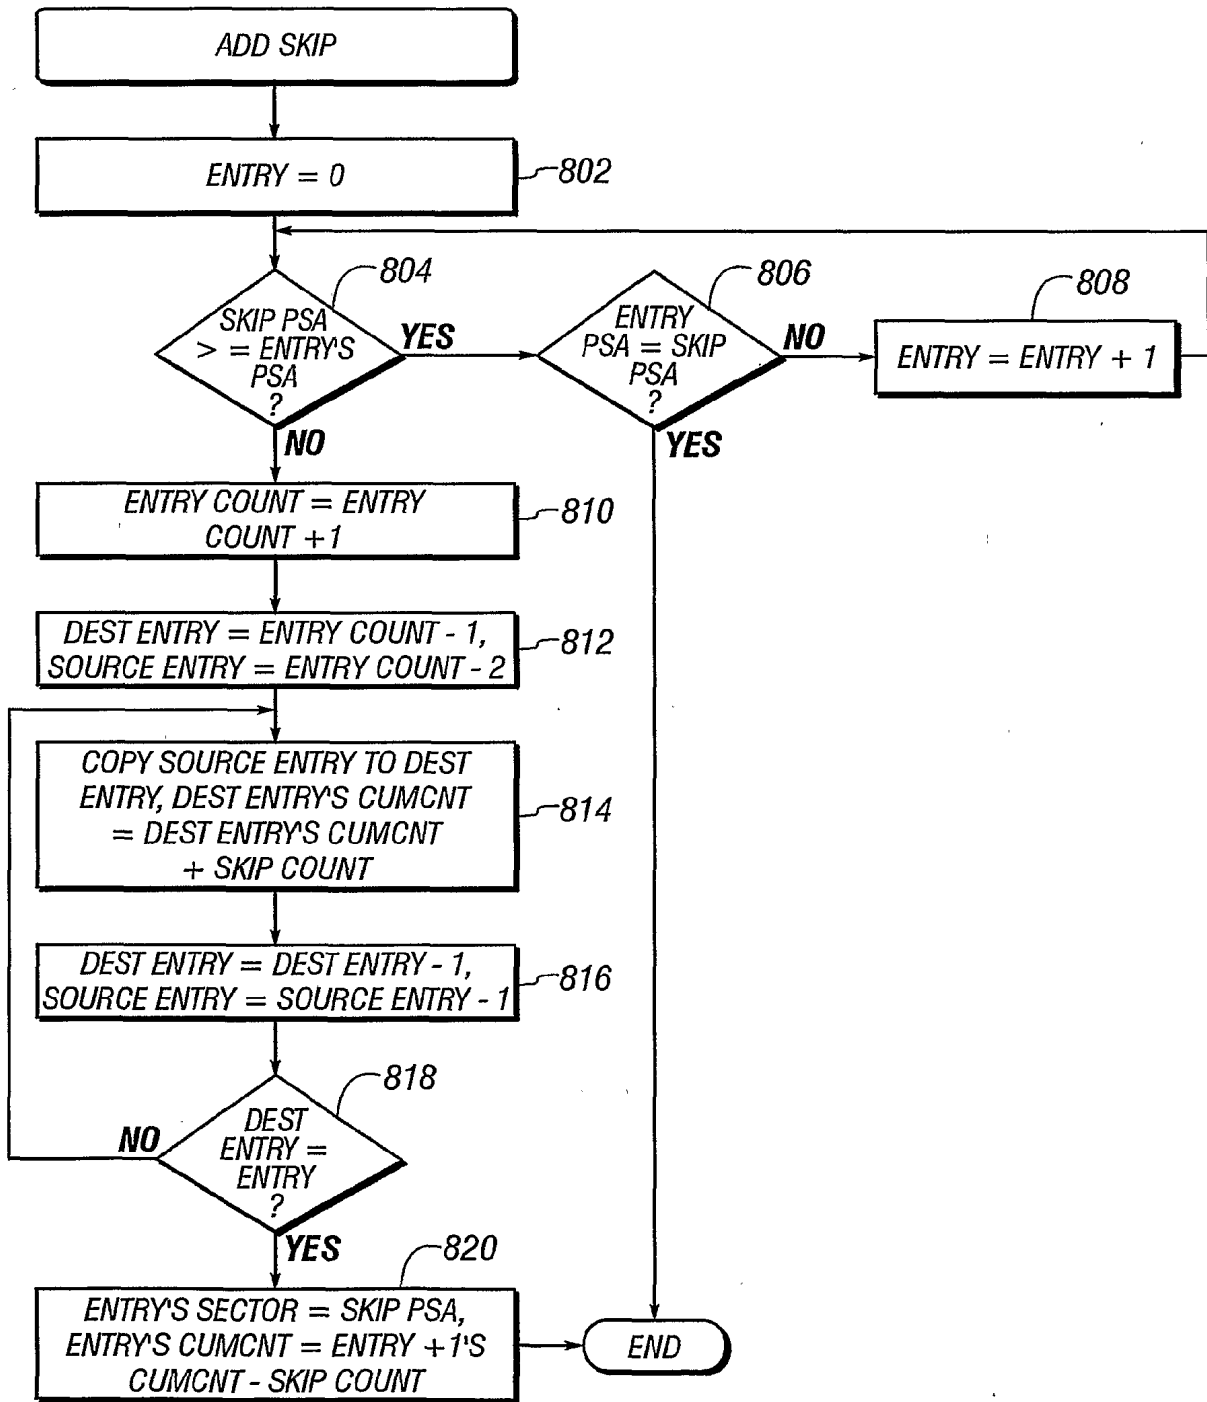 ADD SKIP
ENTRY = 0
802
804
SKIP PSA
> = ENTRY'S
PSA
?
YES
NO
806
ENTRY
PSA = SKIP
PSA
?
NO
YES
808
ENTRY = ENTRY + 1
ENTRY COUNT = ENTRY
COUNT +1
810
DEST ENTRY = ENTRY COUNT - 1,
SOURCE ENTRY = ENTRY COUNT - 2
812
COPY SOURCE ENTRY TO DEST
ENTRY, DEST ENTRY'S CUMCNT
= DEST ENTRY'S CUMCNT
+ SKIP COUNT
814
DEST ENTRY = DEST ENTRY - 1,
SOURCE ENTRY = SOURCE ENTRY - 1
816
818
DEST
ENTRY =
ENTRY
?
NO
YES
820
ENTRY'S SECTOR = SKIP PSA,
ENTRY'S CUMCNT = ENTRY +1'S
CUMCNT - SKIP COUNT
END